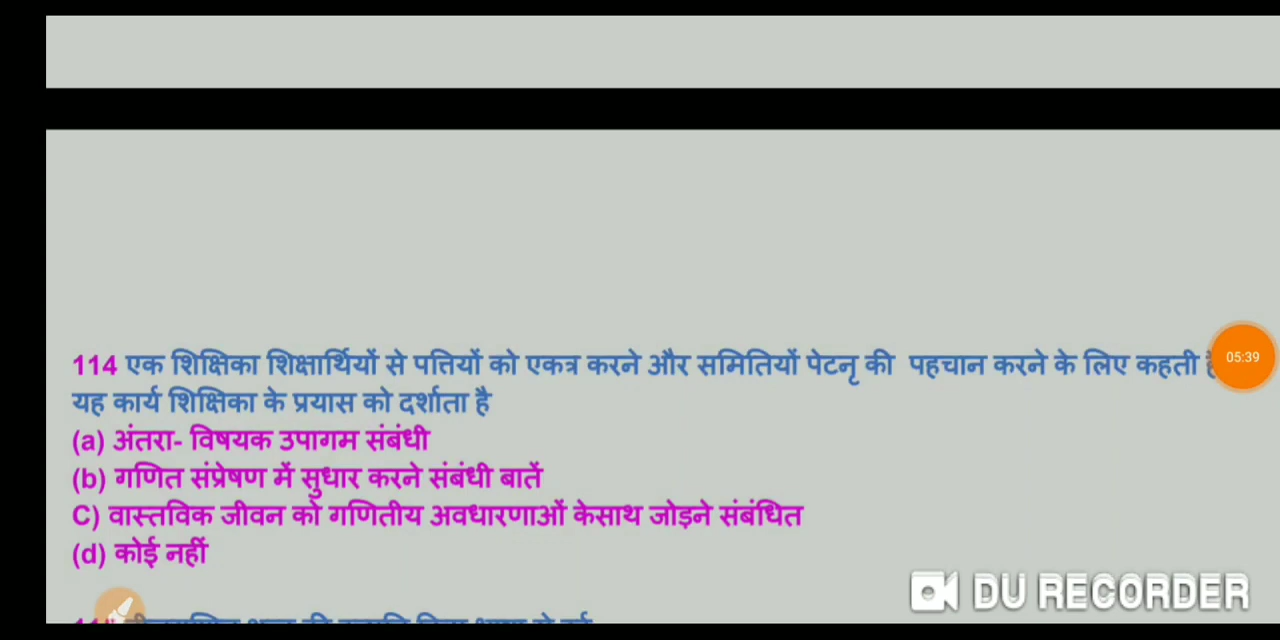 114 एक शिक्षिका शिक्षार्थियों से पत्तियों को एकत्र करने और समितियों पेटनृ की पहचान करने के लिए कहती
05:39
यह कार्य शिक्षिका के प्रयास को दर्शाता है
(a) अंतरा- विषयक उपागम संबंधी
(b) गणित संप्रेषण में सुधार करने संबंधी बातें
C) वास्तविक जीवन को गणितीय अवधारणाओं केसाथ जोड़ने संबंधित
(d) कोई नहीं
DU RECORDER